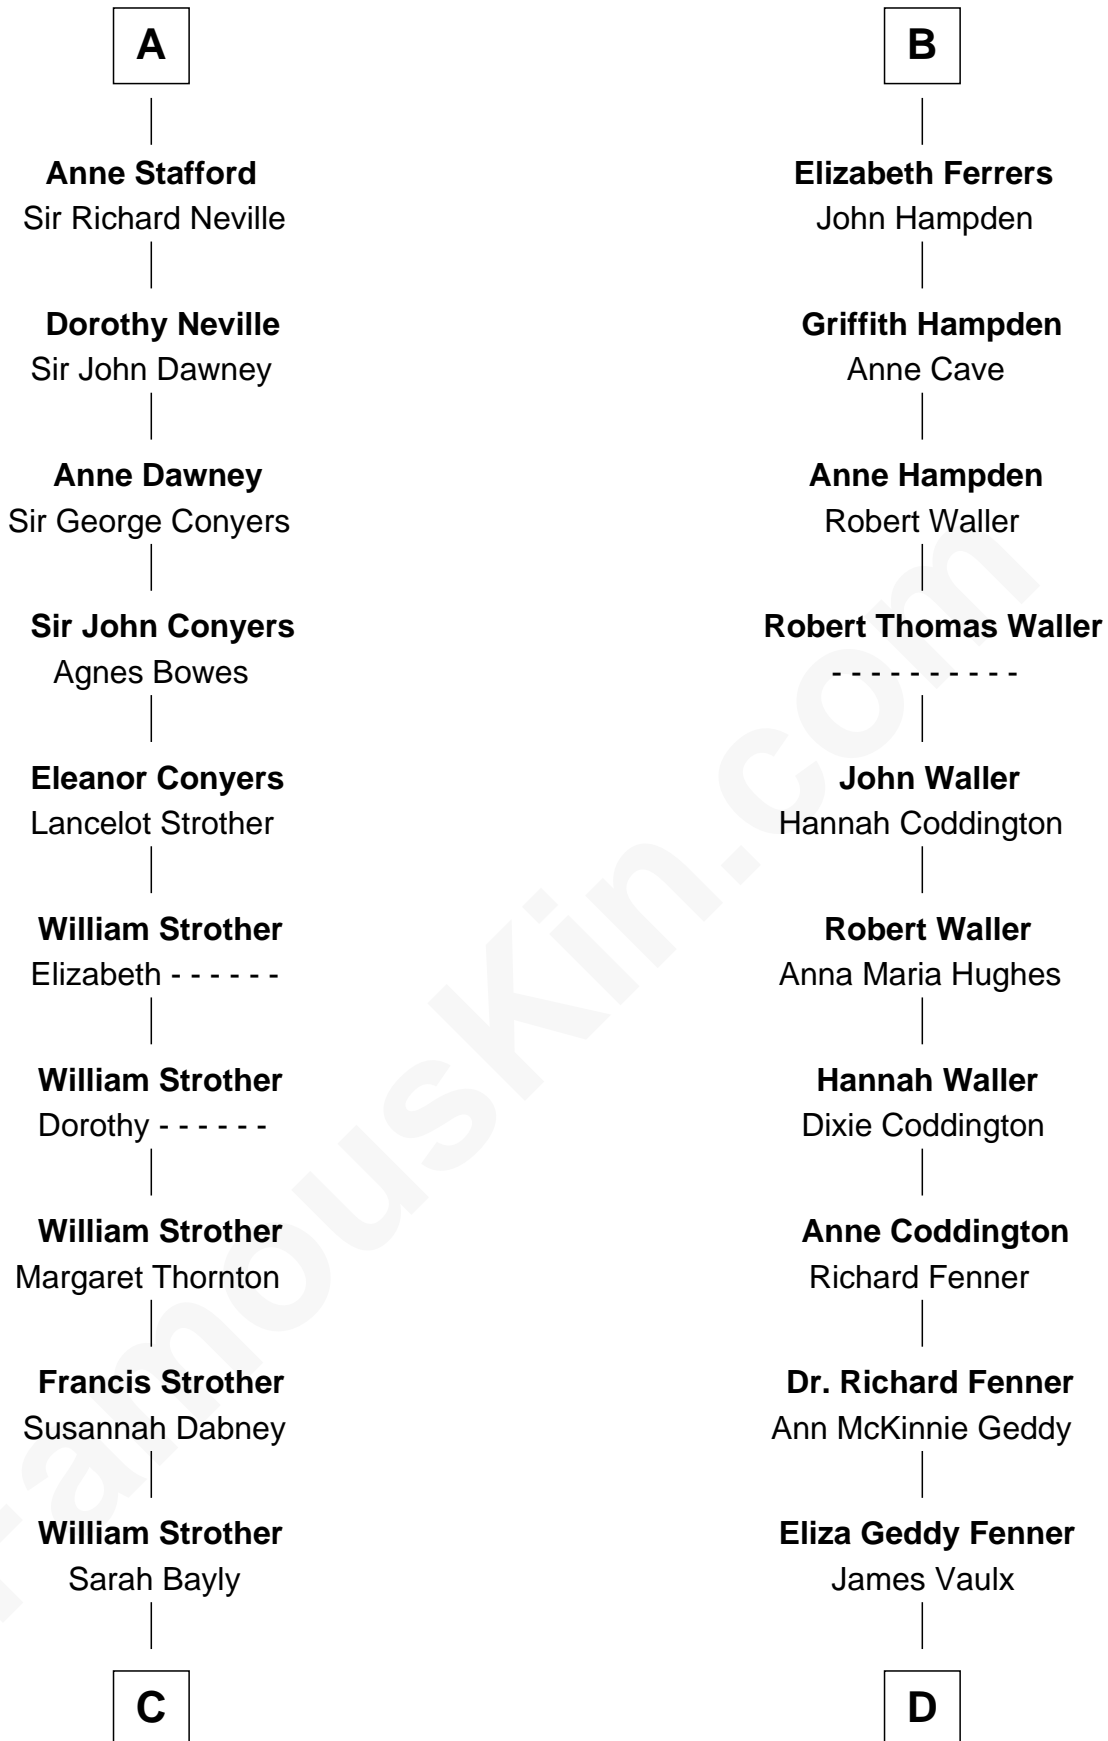 A
Anne Stafford
Sir Richard Neville
Dorothy Neville
Sir John Dawney
Anne Dawney
Sir George Conyers
Sir John Conyers
Agnes Bowes
Eleanor Conyers
Lancelot Strother
William Strother
Elizabeth - - - - - -
William Strother
Dorothy - - - - - -
William Strother
Margaret Thornton
Francis Strother
Susannah Dabney
William Strother
Sarah Bayly
C
B
Elizabeth Ferrers
John Hampden
Griffith Hampden
Anne Cave
Anne Hampden
Robert Waller
Robert Thomas Waller
- - - - - - - - - -
John Waller
Hannah Coddington
Robert Waller
Anna Maria Hughes
Hannah Waller
Dixie Coddington
Anne Coddington
Richard Fenner
Dr. Richard Fenner
Ann McKinnie Geddy
Eliza Geddy Fenner
James Vaulx
D
FamousKin.com